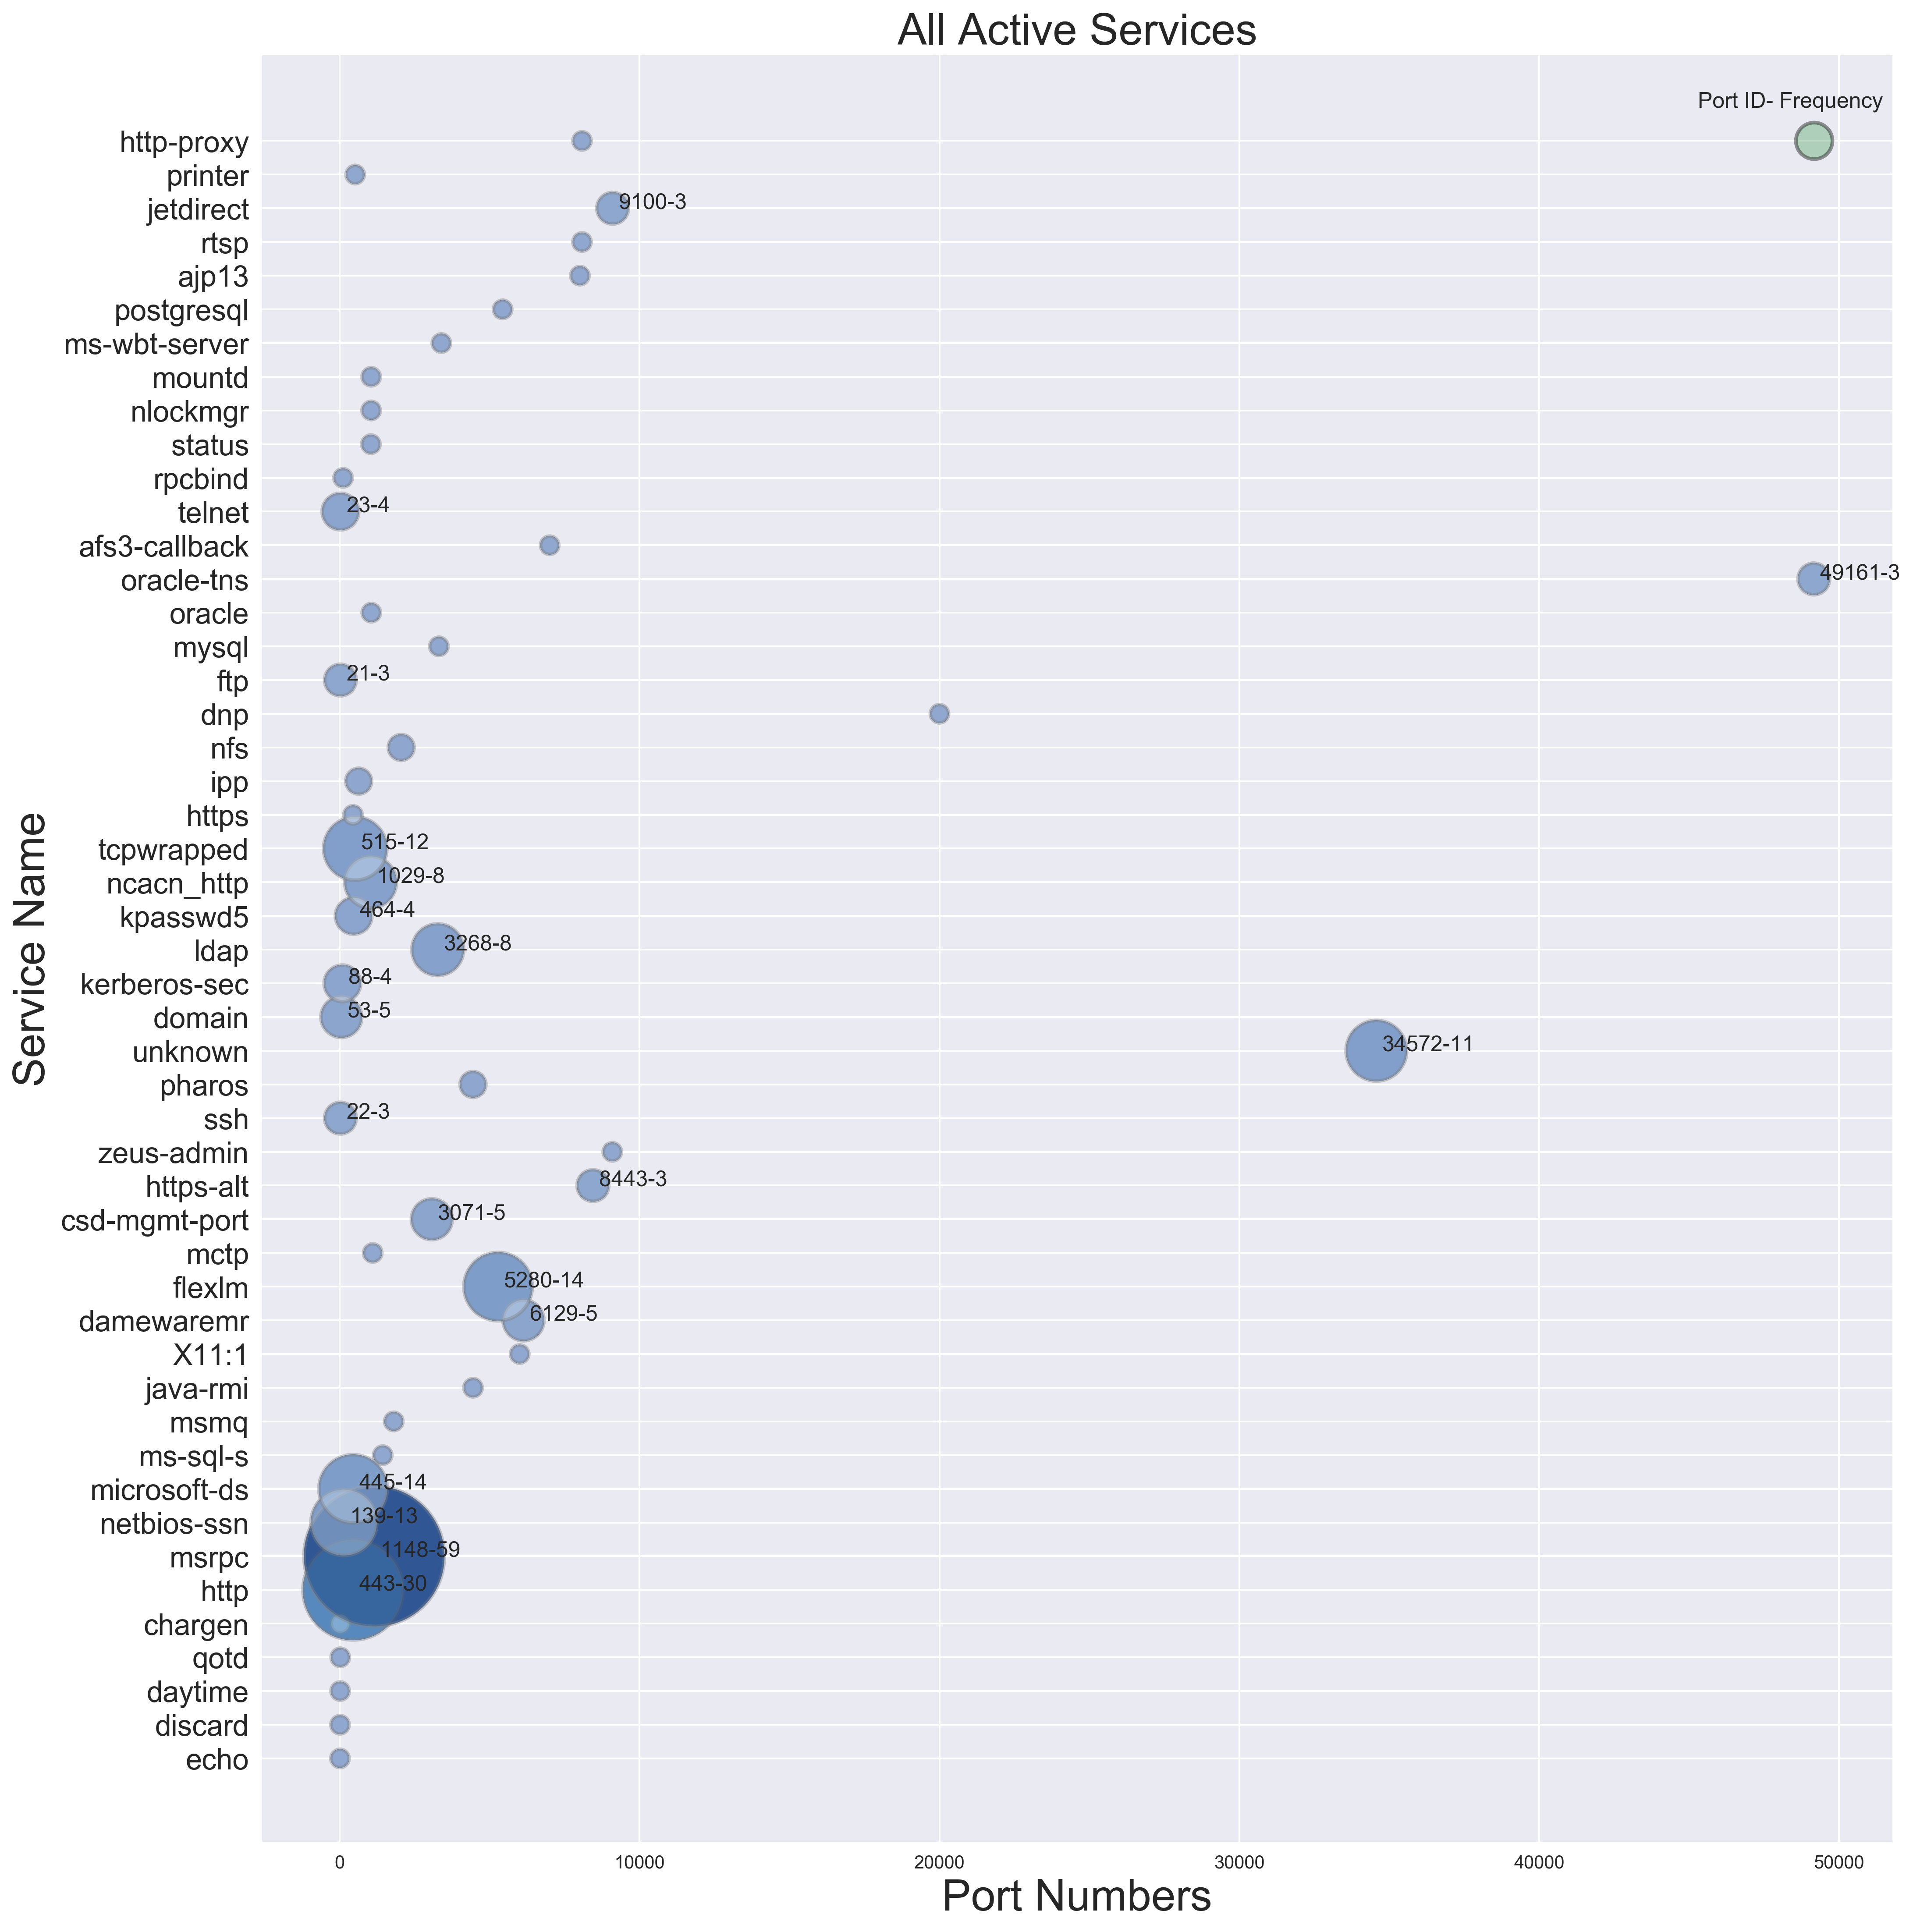 All Active Services
Port ID- Frequency
http-proxy
printer
jetdirect
9100-3
rtsp
ajp13
postgresql
ms-wbt-server
mountd
nlockmgr
status
rpcbind
telnet
23-4
afs3-callback
oracle-tns
49161-3
oracle
mysql
ftp
21-3
dnp
nfs
ipp
https
tcpwrapped
515-12
ncacn_http
1029-8
kpasswd5
464-4
ldap
3268-8
kerberos-sec
88-4
domain
53-5
unknown
34572-11
pharos
ssh
22-3
zeus-admin
https-alt
8443-3
csd-mgmt-port
3071-5
mctp
flexlm
5280-14
damewaremr
6129-5
X11:1
java-rmi
msmq
ms-sql-s
microsoft-ds
445-14
netbios-ssn
139-13
msrpc
1148-59
http
443-30
chargen
qotd
daytime
discard
echo
Service Name
0 10000 20000 30000 40000 50000
Port Numbers